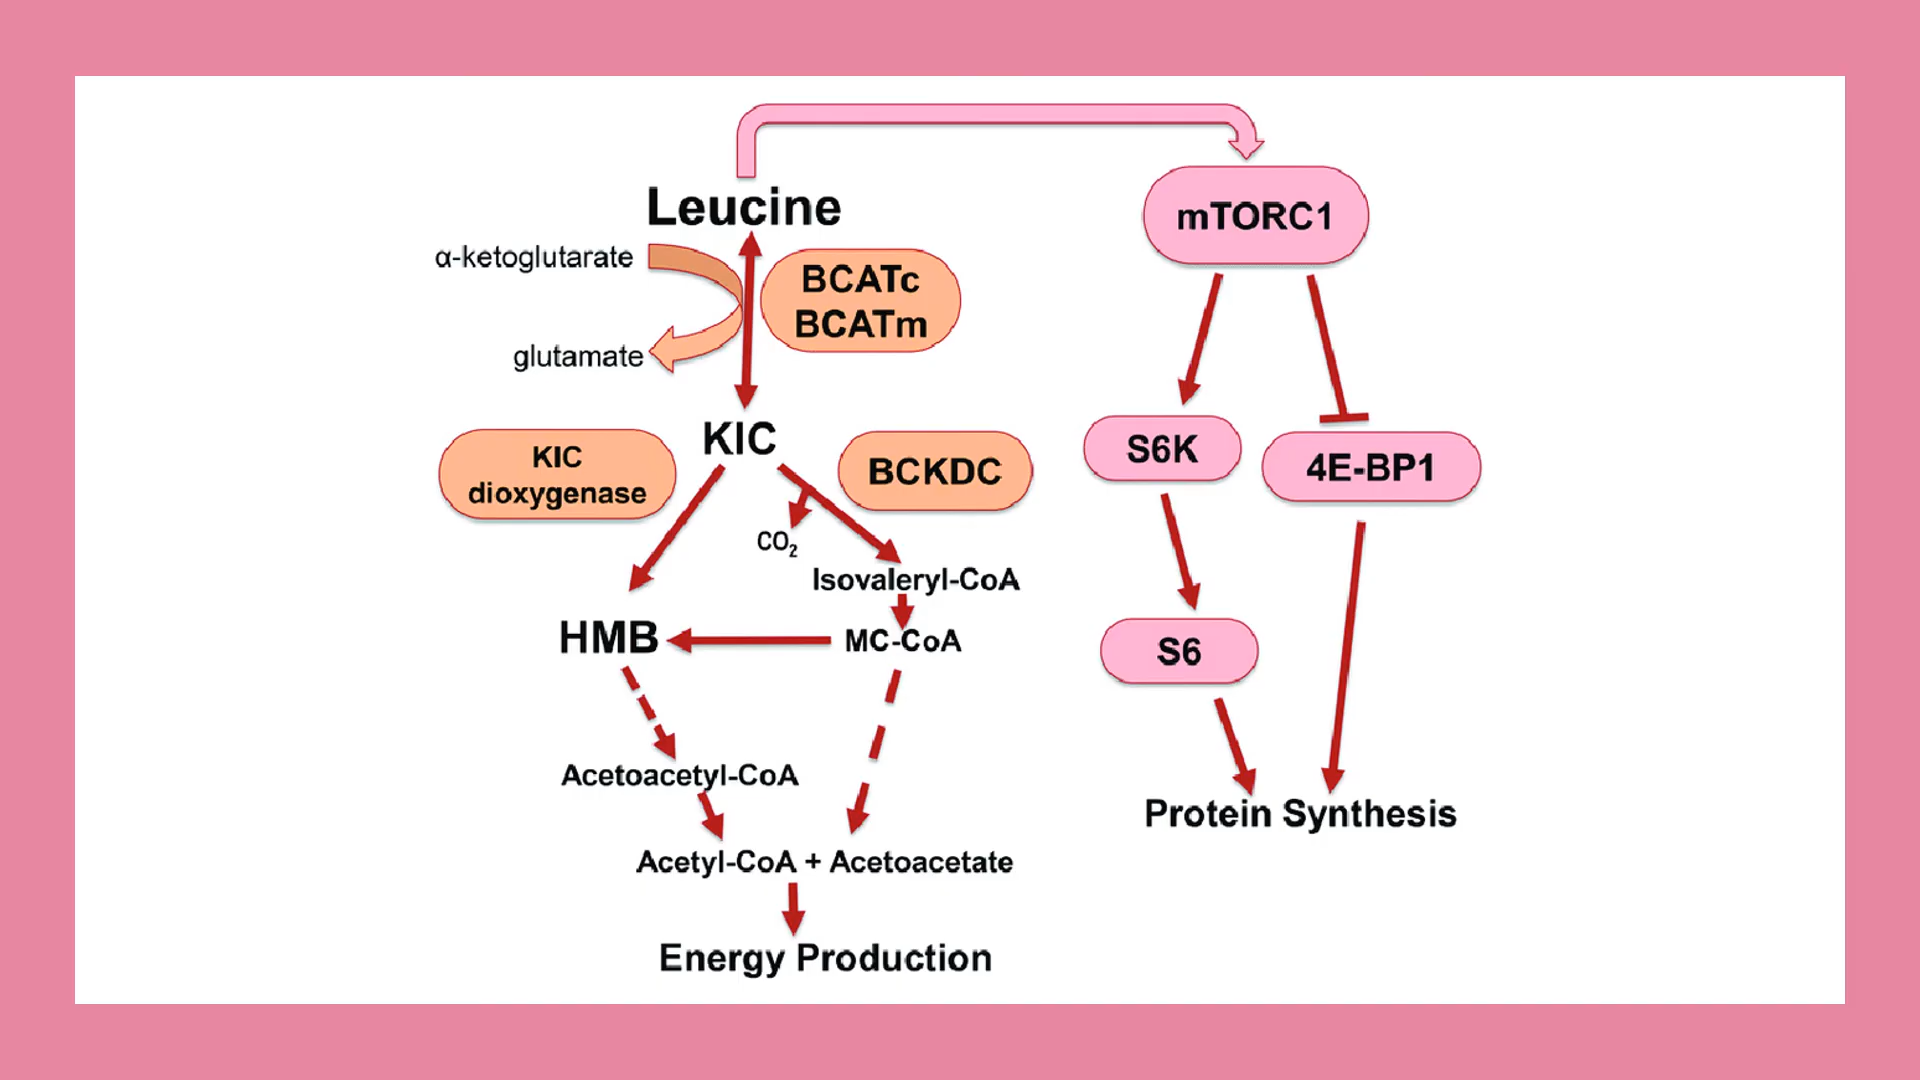 Leucine
mTORC1
α-ketoglutarate
BCATc
BCATm
glutamate
KIC
KIC
dioxygenase
BCKDC
S6K
4E-BP1
CO₂
Isovaleryl-CoA
HMB
MC-CoA
S6
Acetoacetyl-CoA
Protein Synthesis
Acetyl-CoA + Acetoacetate
Energy Production